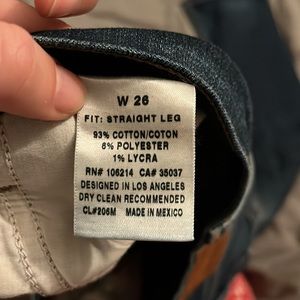 W 26
FIT: STRAIGHT LEG
93% COTTON/COTON
6% POLYESTER
1% LYCRA
RN# 106214 CA# 35037
DESIGNED IN LOS ANGELES
DRY CLEAN RECOMMENDED
CL#206M MADE IN MEXICO